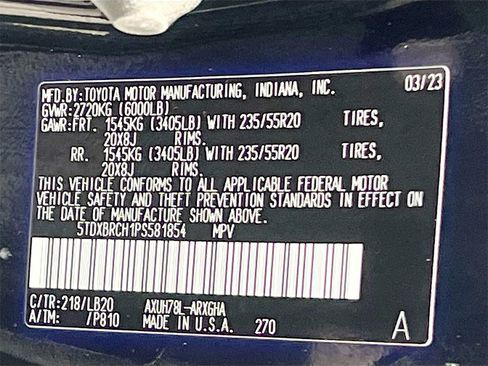 MFD.BY:TOYOTA MOTOR MANUFACTURING, INDIANA, INC. 03/23
GVWR:2720KG (6000LB)
GAWR:FRT. 1545KG (3405LB) WITH 235/55R20 TIRES,
20X8J RIMS.
RR. 1545KG (3405LB) WITH 235/55R20 TIRES,
20X8J RIMS.
THIS VEHICLE CONFORMS TO ALL APPLICABLE FEDERAL MOTOR
VEHICLE SAFETY AND THEFT PREVENTION STANDARDS IN EFFECT ON
THE DATE OF MANUFACTURE SHOWN ABOVE.
5TDXBRCH1PS581854 MPV
C/TR:218/LB20 AXUH78L-ARXGHA
A/TM: /P810 MADE IN U.S.A. 270 A